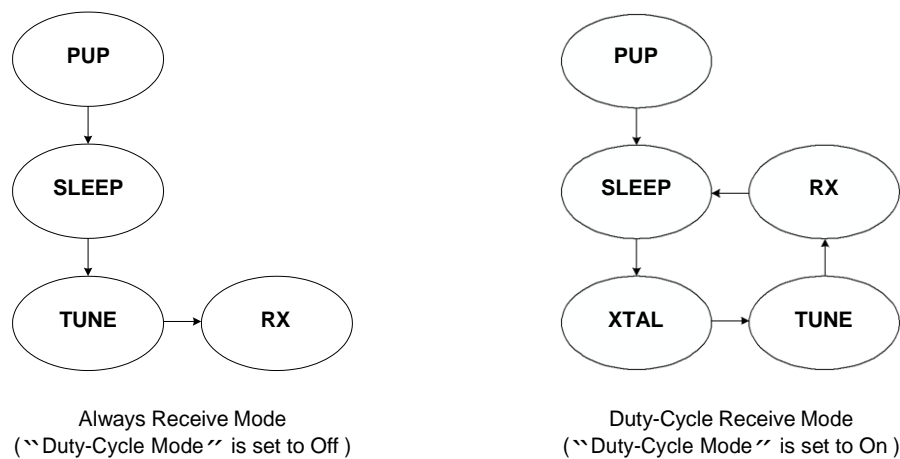 PUP
SLEEP
TUNE
RX
Always Receive Mode
(``Duty-Cycle Mode´´ is set to Off )
PUP
SLEEP
RX
XTAL
TUNE
Duty-Cycle Receive Mode
(``Duty-Cycle Mode´´ is set to On )